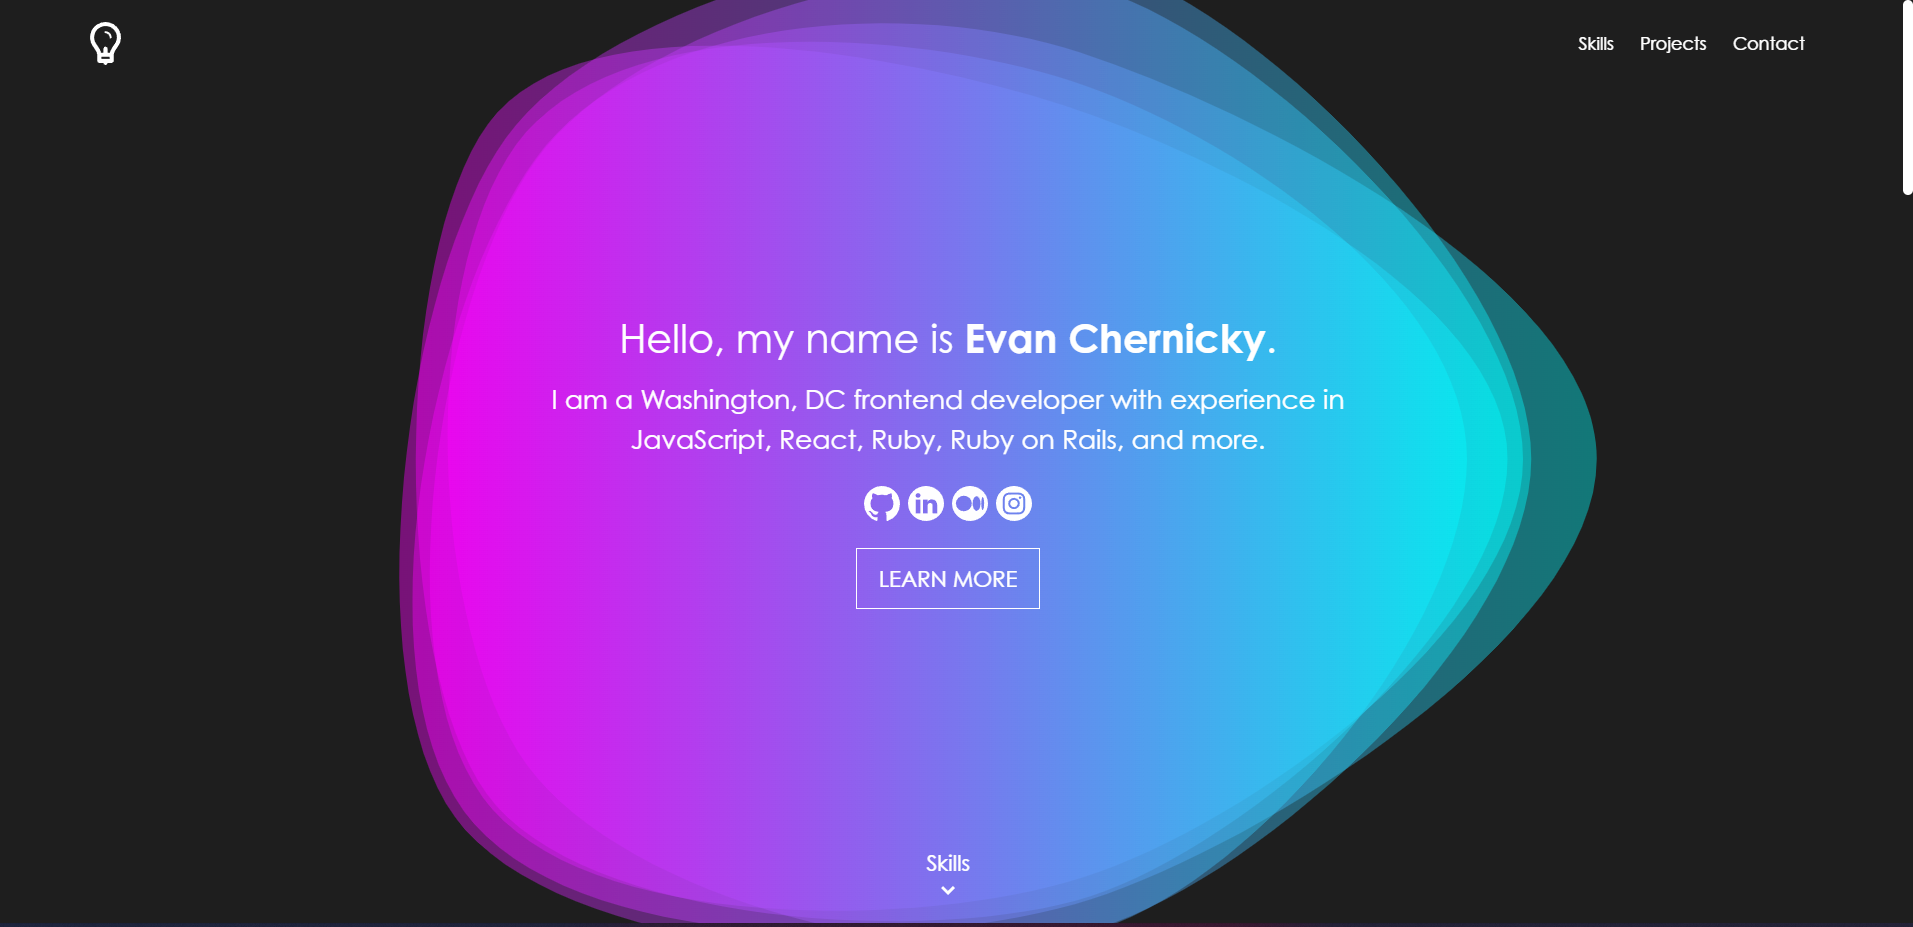 Skills Projects Contact
Hello, my name is Evan Chernicky.
I am a Washington, DC frontend developer with experience in
JavaScript, React, Ruby, Ruby on Rails, and more.
in
LEARN MORE
Skills